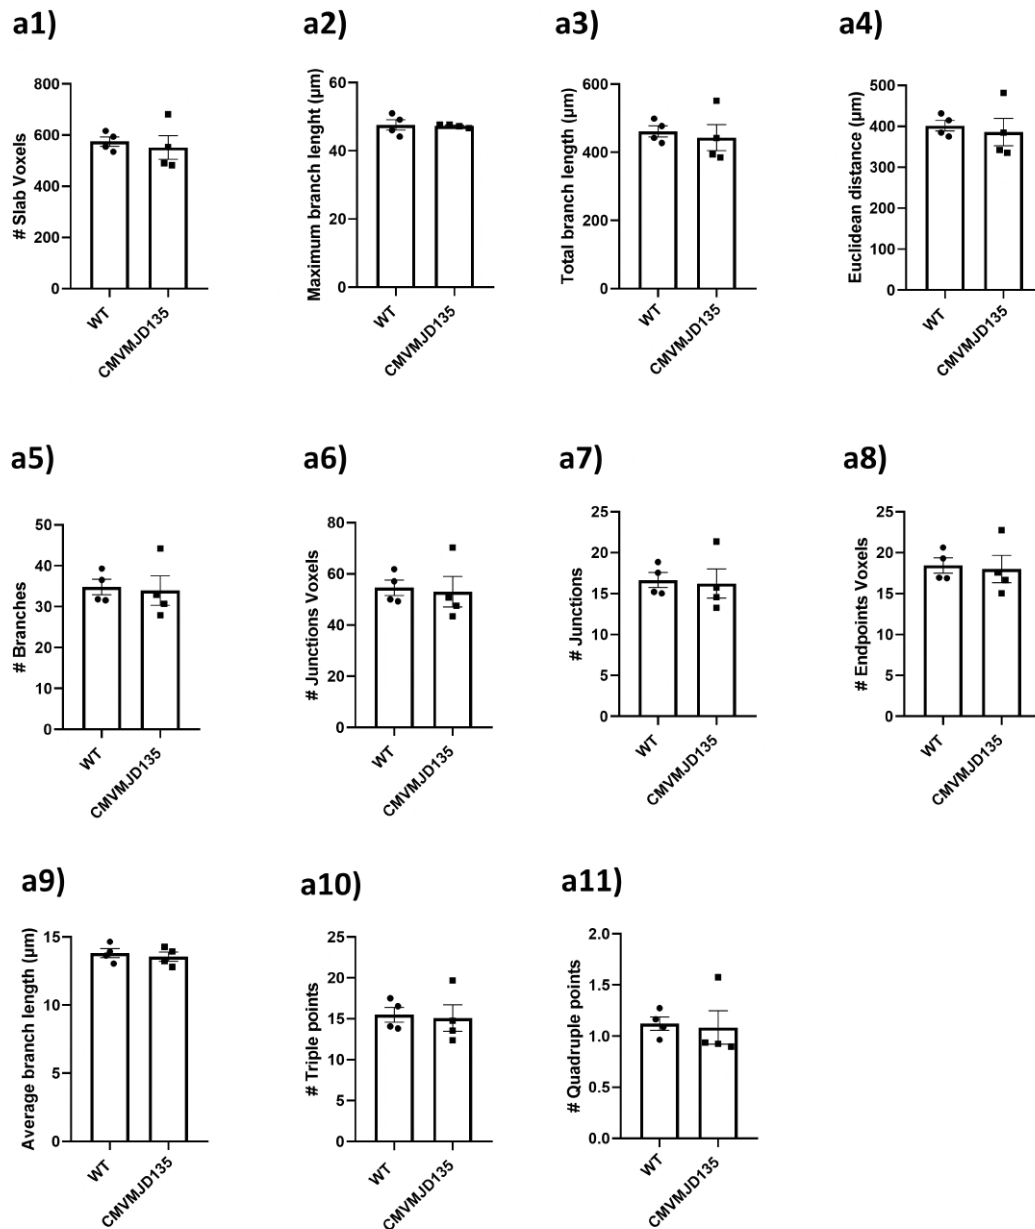 a1)
a2)
a3)
a4)
# Slab Voxels
800
600
400
200
0
WT
CMVMJD135
Maximum branch lenght (μm)
60
40
20
0
WT
CMVMJD135
Total branch length (μm)
600
400
200
0
WT
CMVMJD135
Euclidean distance (μm)
500
400
300
200
100
0
WT
CMVMJD135
a5)
a6)
a7)
a8)
# Branches
50
40
30
20
10
0
WT
CMVMJD135
# Junctions Voxels
80
60
40
20
0
WT
CMVMJD135
# Junctions
25
20
15
10
5
0
WT
CMVMJD135
# Endpoints Voxels
25
20
15
10
5
0
WT
CMVMJD135
a9)
a10)
a11)
Average branch length (μm)
15
10
5
0
WT
CMVMJD135
# Triple points
25
20
15
10
5
0
WT
CMVMJD135
# Quadruple points
2.0
1.5
1.0
0.5
0.0
WT
CMVMJD135